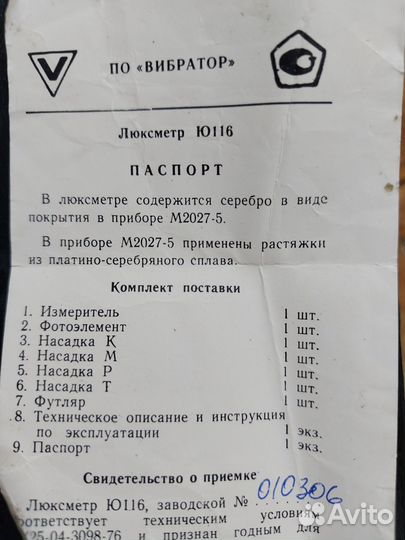 V
ПО «ВИБРАТОР»
Люксметр Ю116
ПАСПОРТ
В люксметре содержится серебро в виде
покрытия в приборе М2027-5.
В приборе М2027-5 применены растяжки
из платино-серебряного сплава.
Комплект поставки
1. Измеритель 1 шт.
2. Фотоэлемент 1 шт.
3. Насадка К 1 шт.
4. Насадка М 1 шт.
5. Насадка Р 1 шт.
6. Насадка Т 1 шт.
7. Футляр 1 шт.
8. Техническое описание и инструкция
по эксплуатации 1 экз.
9. Паспорт 1 экз.
Свидетельство о приемке
Люксметр Ю116, заводской № 010306
оответствует техническим условиям
25-04-3098-76 и признан годным для
Avito